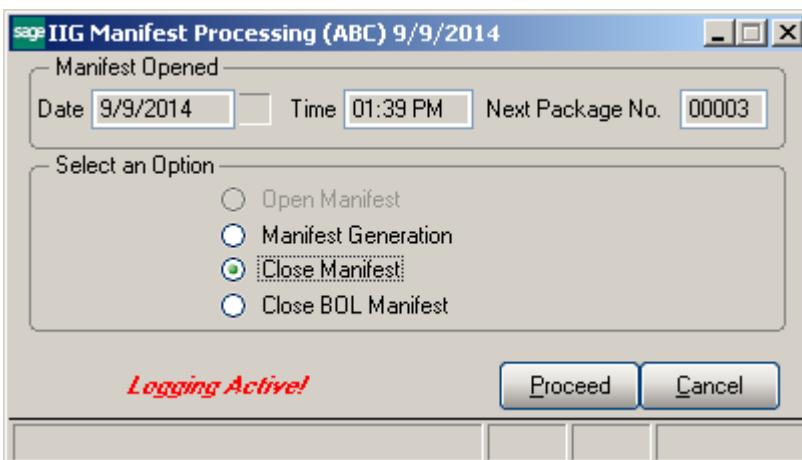 sage IIG Manifest Processing (ABC) 9/9/2014
Manifest Opened
Date 9/9/2014 Time 01:39 PM Next Package No. 00003
Select an Option
Open Manifest
Manifest Generation
Close Manifest
Close BOL Manifest
Logging Active! Proceed Cancel